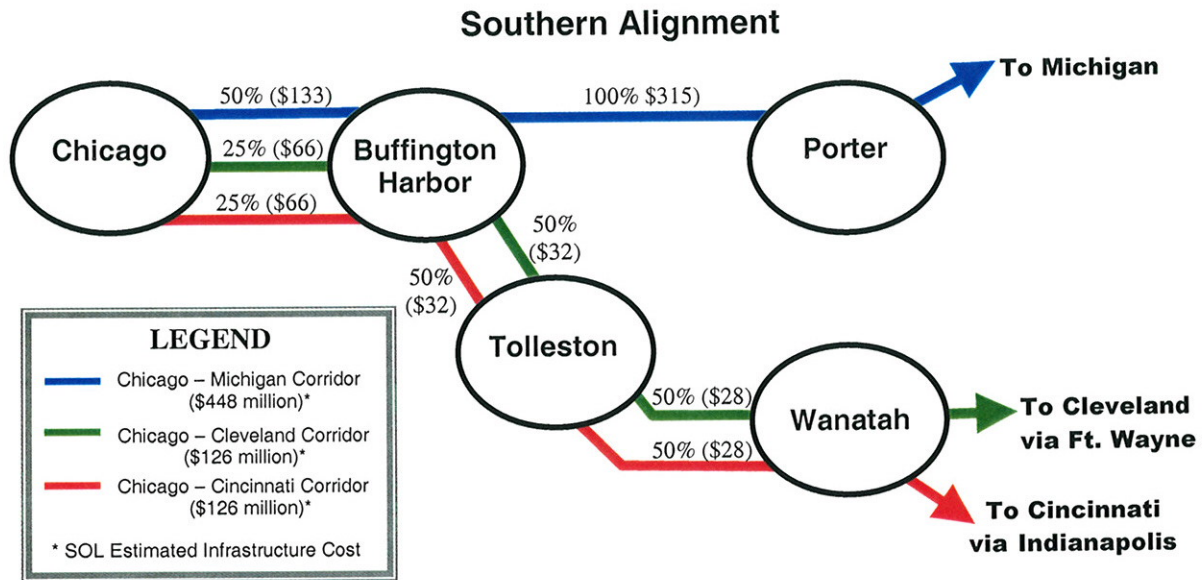 Southern Alignment
To Michigan
50% ($133)
100% $315)
Chicago
25% ($66)
Buffington
Harbor
Porter
25% ($66)
50%
($32)
50%
($32)
Tolleston
50% ($28)
Wanatah
To Cleveland
via Ft. Wayne
50% ($28)
To Cincinnati
via Indianapolis
LEGEND
Chicago – Michigan Corridor
($448 million)*
Chicago – Cleveland Corridor
($126 million)*
Chicago – Cincinnati Corridor
($126 million)*
* SOL Estimated Infrastructure Cost